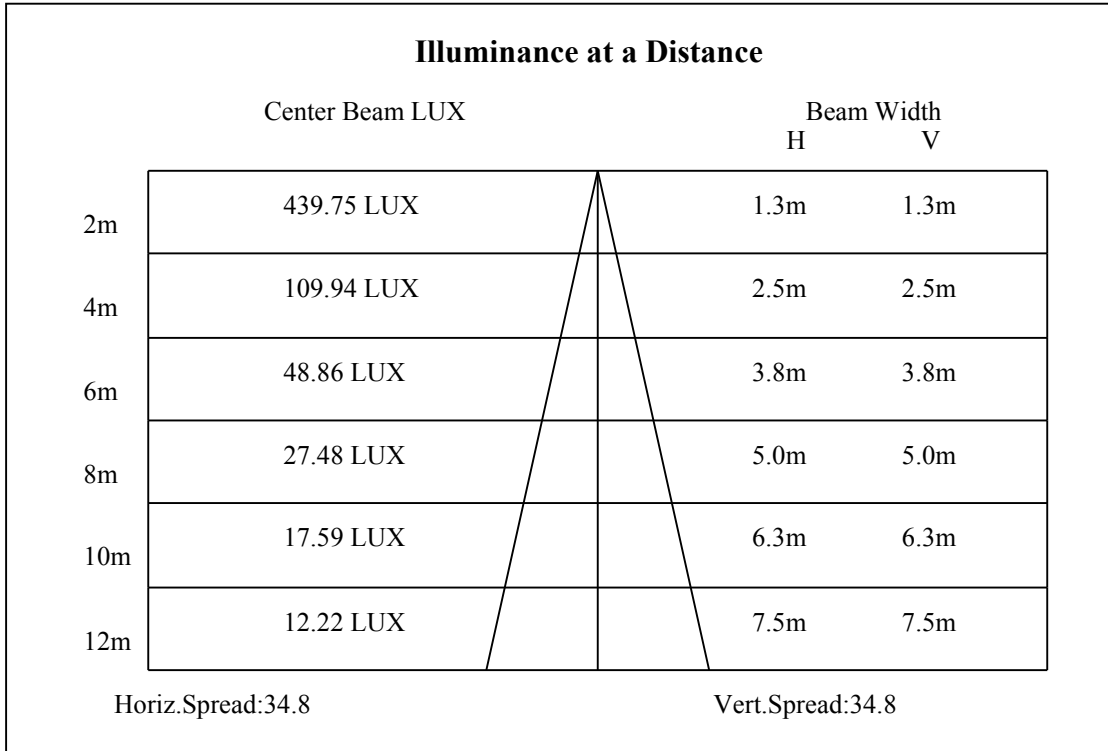 Illuminance at a Distance
Center Beam LUX Beam Width
H V
2m 439.75 LUX 1.3m 1.3m
4m 109.94 LUX 2.5m 2.5m
6m 48.86 LUX 3.8m 3.8m
8m 27.48 LUX 5.0m 5.0m
10m 17.59 LUX 6.3m 6.3m
12m 12.22 LUX 7.5m 7.5m
Horiz.Spread:34.8 Vert.Spread:34.8